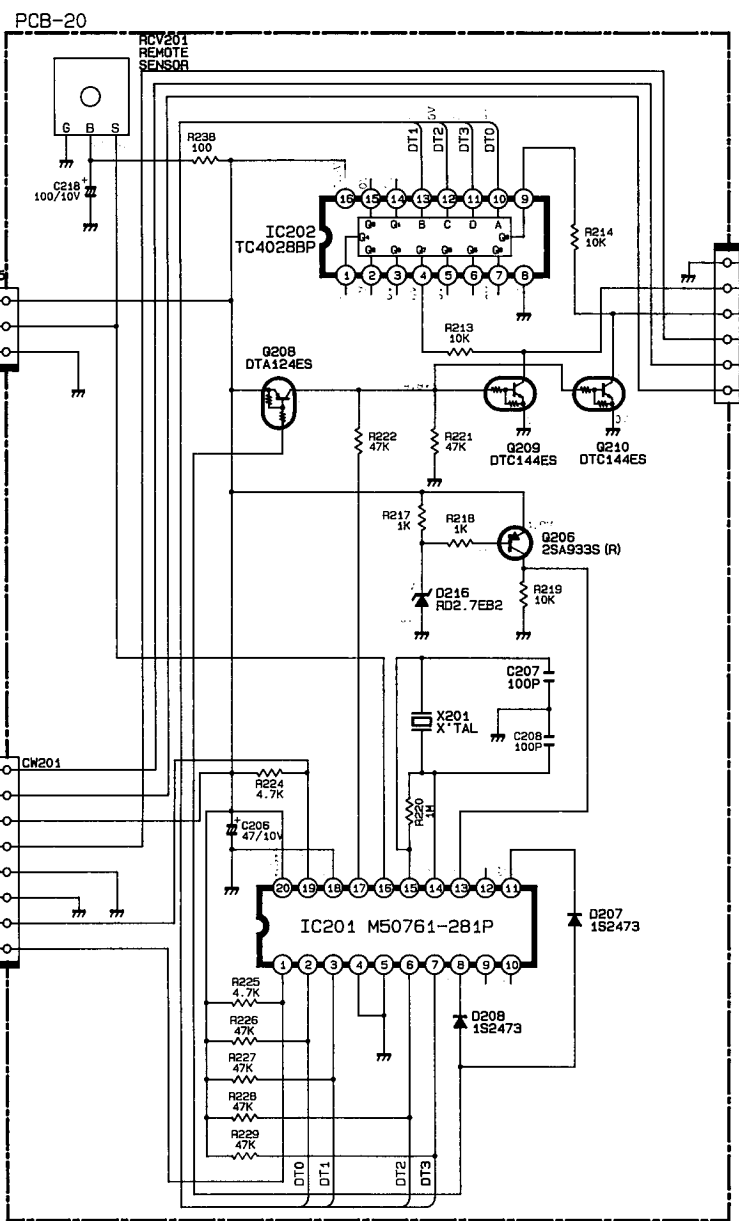 PCB-20
RCV201
REMOTE
SENSOR
G B S
R238
100
C218
100/10V
+
DT1
DT2
DT3
DT0
16 15 14 13 12 11 10 9
IC202
TC4028BP
B C D A
1 2 3 4 5 6 7 8
R214
10K
R213
10K
Q208
DTA124ES
R222
47K
R221
47K
Q209
DTC144ES
Q210
DTC144ES
R217
1K
R218
1K
Q206
2SA933S (R)
D216
RD2.7EB2
R219
10K
C207
100P
X201
X'TAL
C208
100P
CW201
R224
4.7K
R220
1M
+
C206
47/10V
20 19 18 17 16 15 14 13 12 11
IC201 M50761-281P
D207
1S2473
1 2 3 4 5 6 7 8 9 10
R225
4.7K
D208
1S2473
R226
47K
R227
47K
R228
47K
R229
47K
DT0
DT1
DT2
DT3